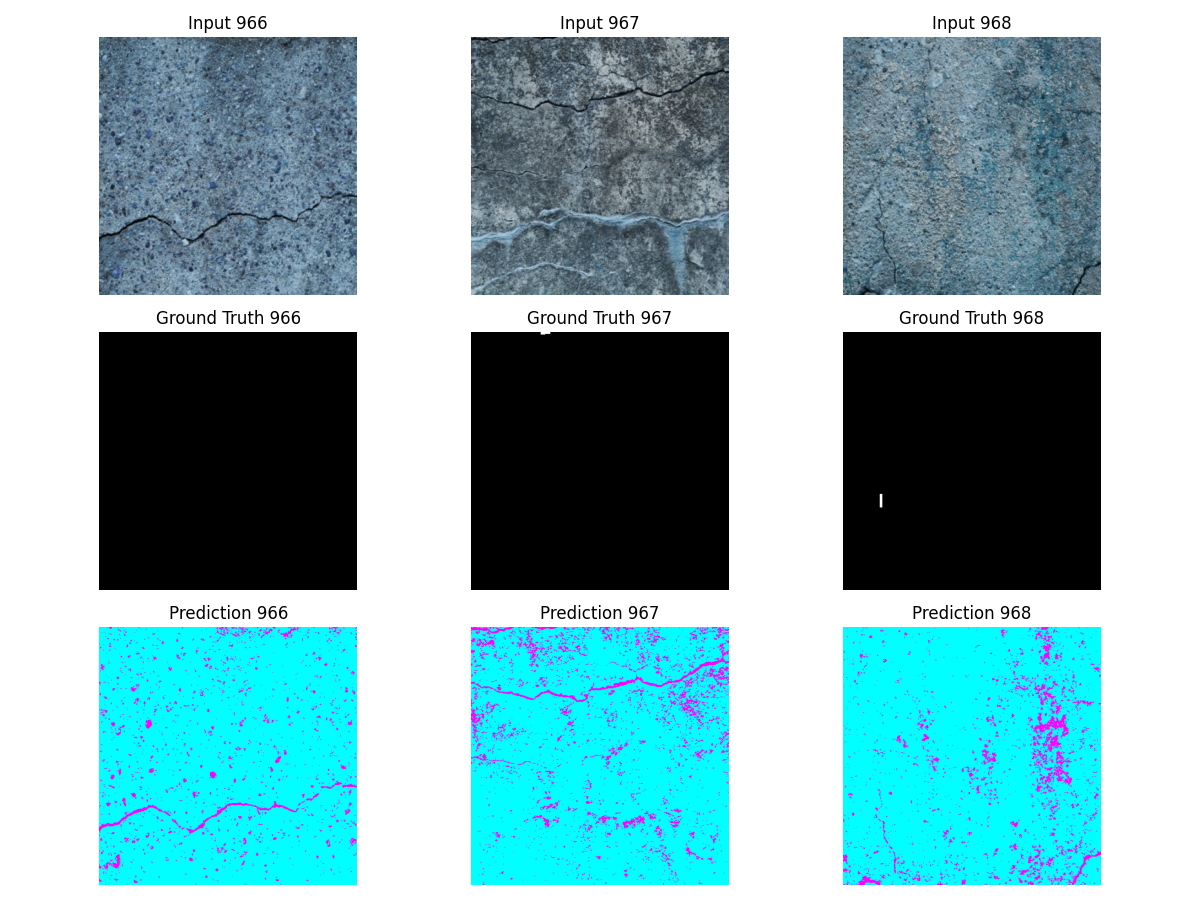 Input 966
Input 967
Input 968
Ground Truth 966
Ground Truth 967
Ground Truth 968
Prediction 966
Prediction 967
Prediction 968